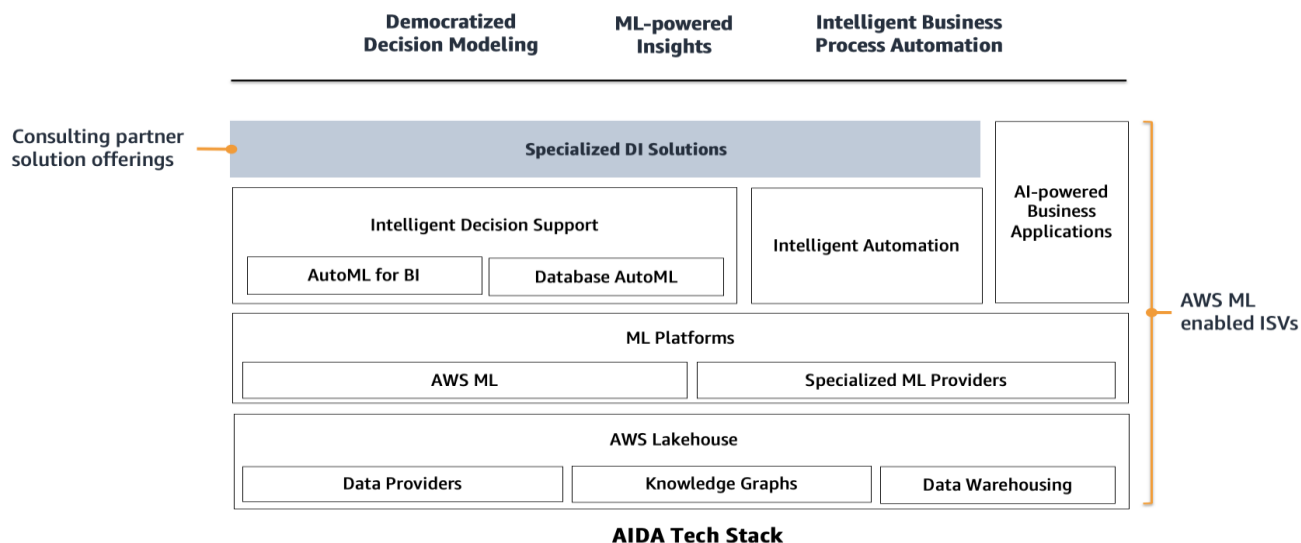 Democratized
Decision Modeling
ML-powered
Insights
Intelligent Business
Process Automation
Consulting partner
solution offerings
Specialized DI Solutions
AI-powered
Business
Applications
Intelligent Decision Support
AutoML for BI
Database AutoML
Intelligent Automation
AWS ML
enabled ISVs
ML Platforms
AWS ML
Specialized ML Providers
AWS Lakehouse
Data Providers
Knowledge Graphs
Data Warehousing
AIDA Tech Stack